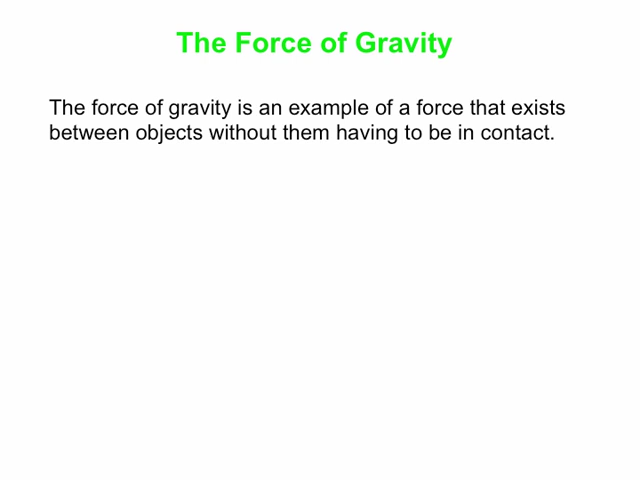 The Force of Gravity
The force of gravity is an example of a force that exists
between objects without them having to be in contact.